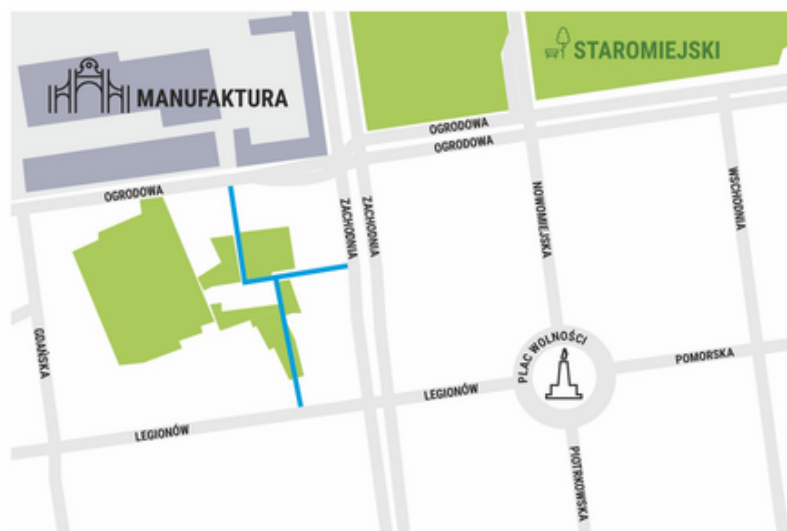 STAROMIEJSKI
MANUFAKTURA
OGRODOWA
OGRODOWA
OGRODOWA
ZACHODNIA
ZACHODNIA
NOWOMIEJSKA
WSCHODNIA
GDAŃSKA
PLAC WOLNOŚCI
POMORSKA
LEGIONÓW
LEGIONÓW
PIOTRKOWSKA